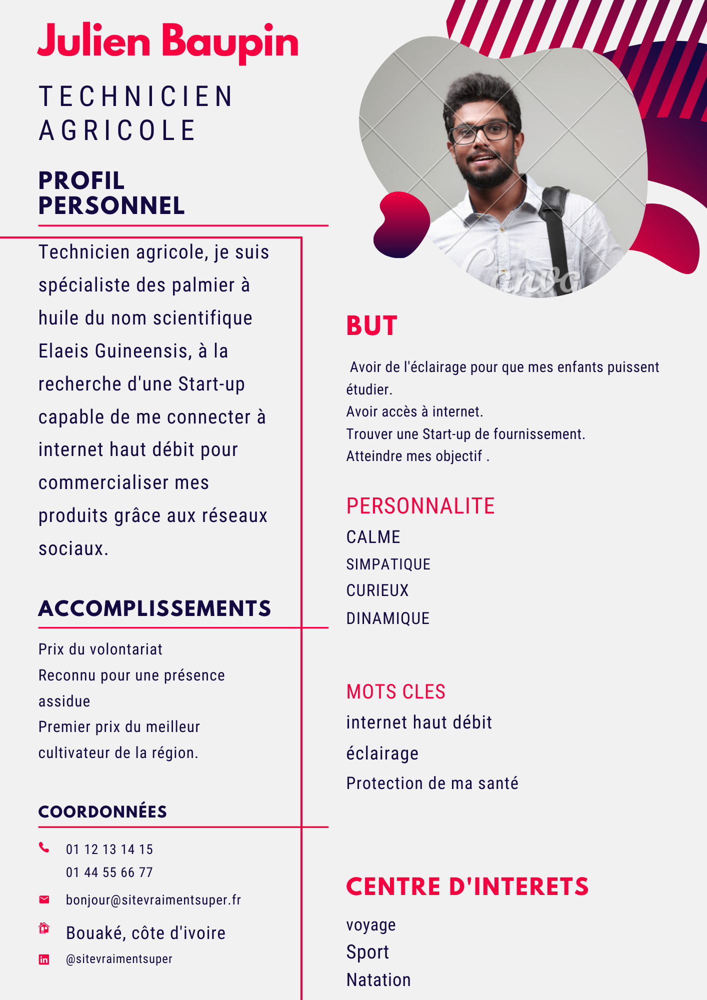 Julien Baupin
TECHNICIEN
AGRICOLE
PROFIL
PERSONNEL
Technicien agricole, je suis
spécialiste des palmier à
huile du nom scientifique
Elaeis Guineensis, à la
recherche d'une Start-up
capable de me connecter à
internet haut débit pour
commercialiser mes
produits grâce aux réseaux
sociaux.
ACCOMPLISSEMENTS
Prix du volontariat
Reconnu pour une présence
assidue
Premier prix du meilleur
cultivateur de la région.
COORDONNÉES
01 12 13 14 15
01 44 55 66 77
bonjour@sitevraimentsuper.fr
Bouaké, côte d'ivoire
in
@sitevraimentsuper
Canva
BUT
Avoir de l'éclairage pour que mes enfants puissent
étudier.
Avoir accès à internet.
Trouver une Start-up de fournissement.
Atteindre mes objectif .
PERSONNALITE
CALME
SIMPATIQUE
CURIEUX
DINAMIQUE
MOTS CLES
internet haut débit
éclairage
Protection de ma santé
CENTRE D'INTERETS
voyage
Sport
Natation